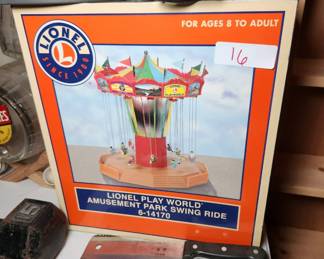 FOR AGES 8 TO ADULT
LIONEL
L
SINCE 1900
16
LIONEL PLAY WORLD
AMUSEMENT PARK SWING RIDE
6-14170